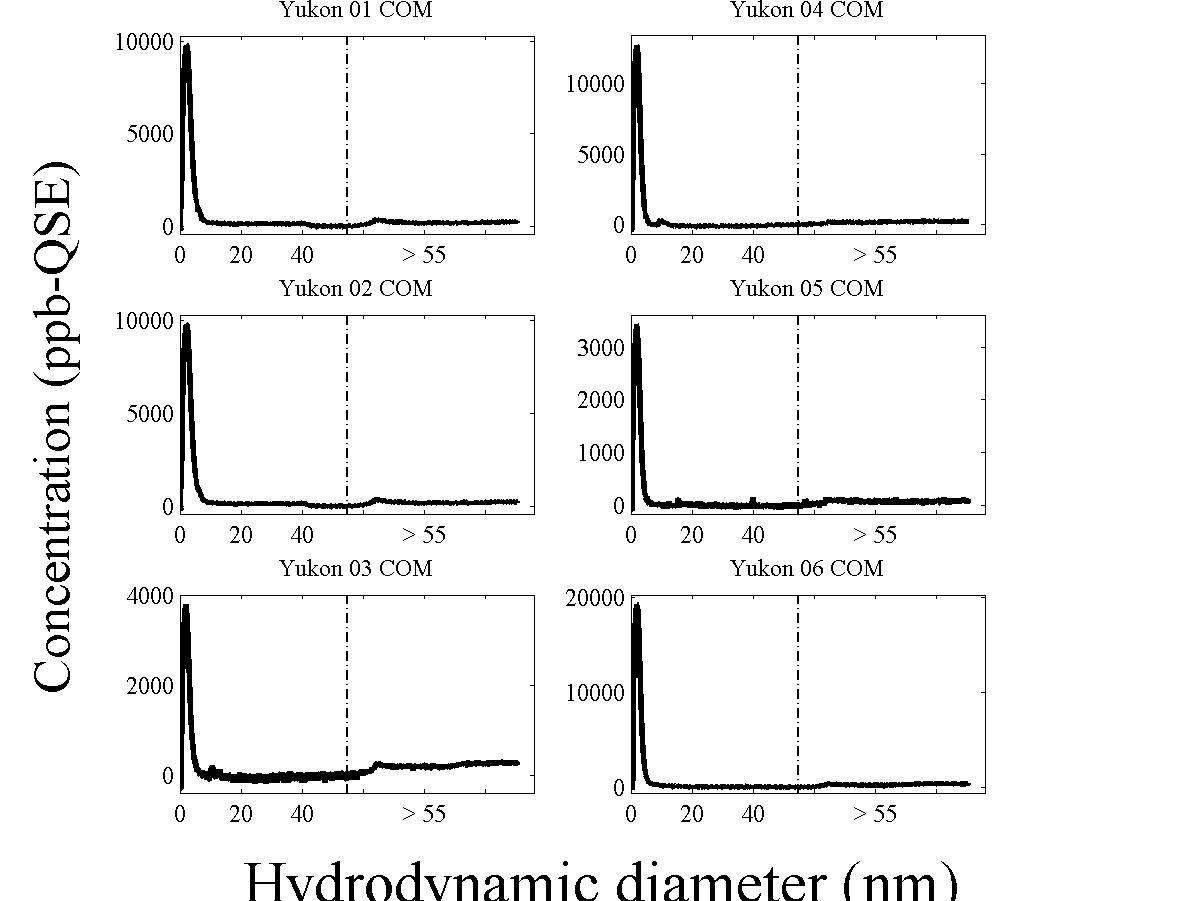 Yukon 01 COM
10000
5000
0
0 20 40 > 55
Yukon 02 COM
10000
5000
0
0 20 40 > 55
Yukon 03 COM
4000
2000
0
0 20 40 > 55
Yukon 04 COM
10000
5000
0
0 20 40 > 55
Yukon 05 COM
3000
2000
1000
0
0 20 40 > 55
Yukon 06 COM
20000
10000
0
0 20 40 > 55
Concentration (ppb-QSE)
Hydrodynamic diameter (nm)